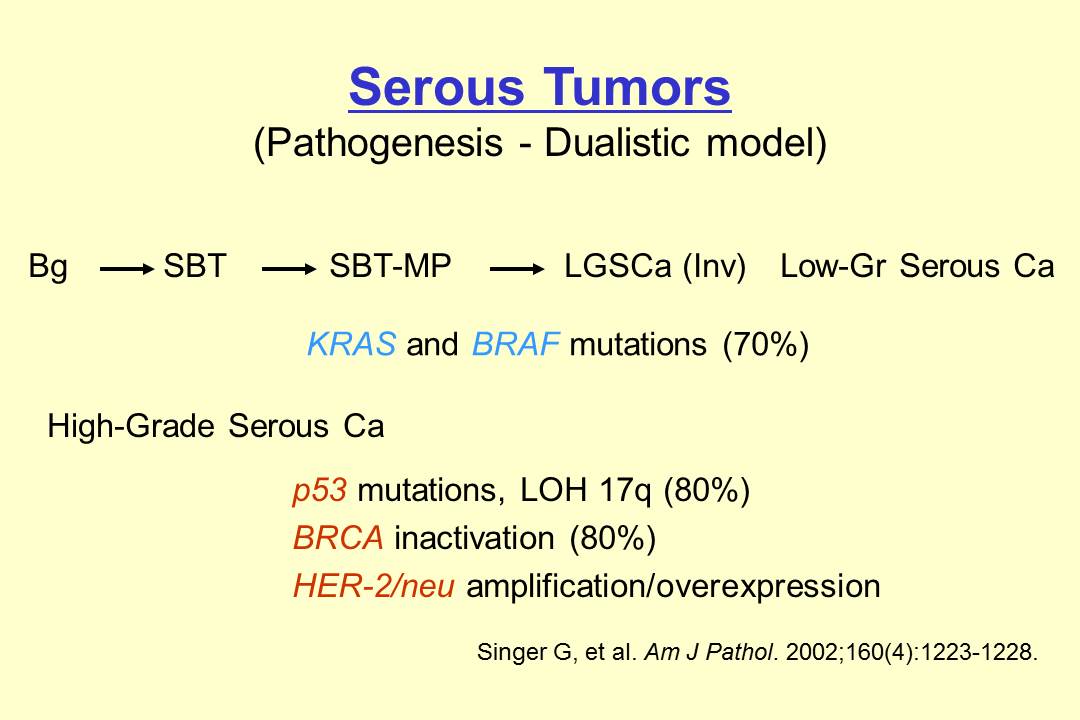 Serous Tumors
(Pathogenesis - Dualistic model)
Bg SBT SBT-MP LGSCa (Inv) Low-Gr Serous Ca
KRAS and BRAF mutations (70%)
High-Grade Serous Ca
p53 mutations, LOH 17q (80%)
BRCA inactivation (80%)
HER-2/neu amplification/overexpression
Singer G, et al. Am J Pathol. 2002;160(4):1223-1228.